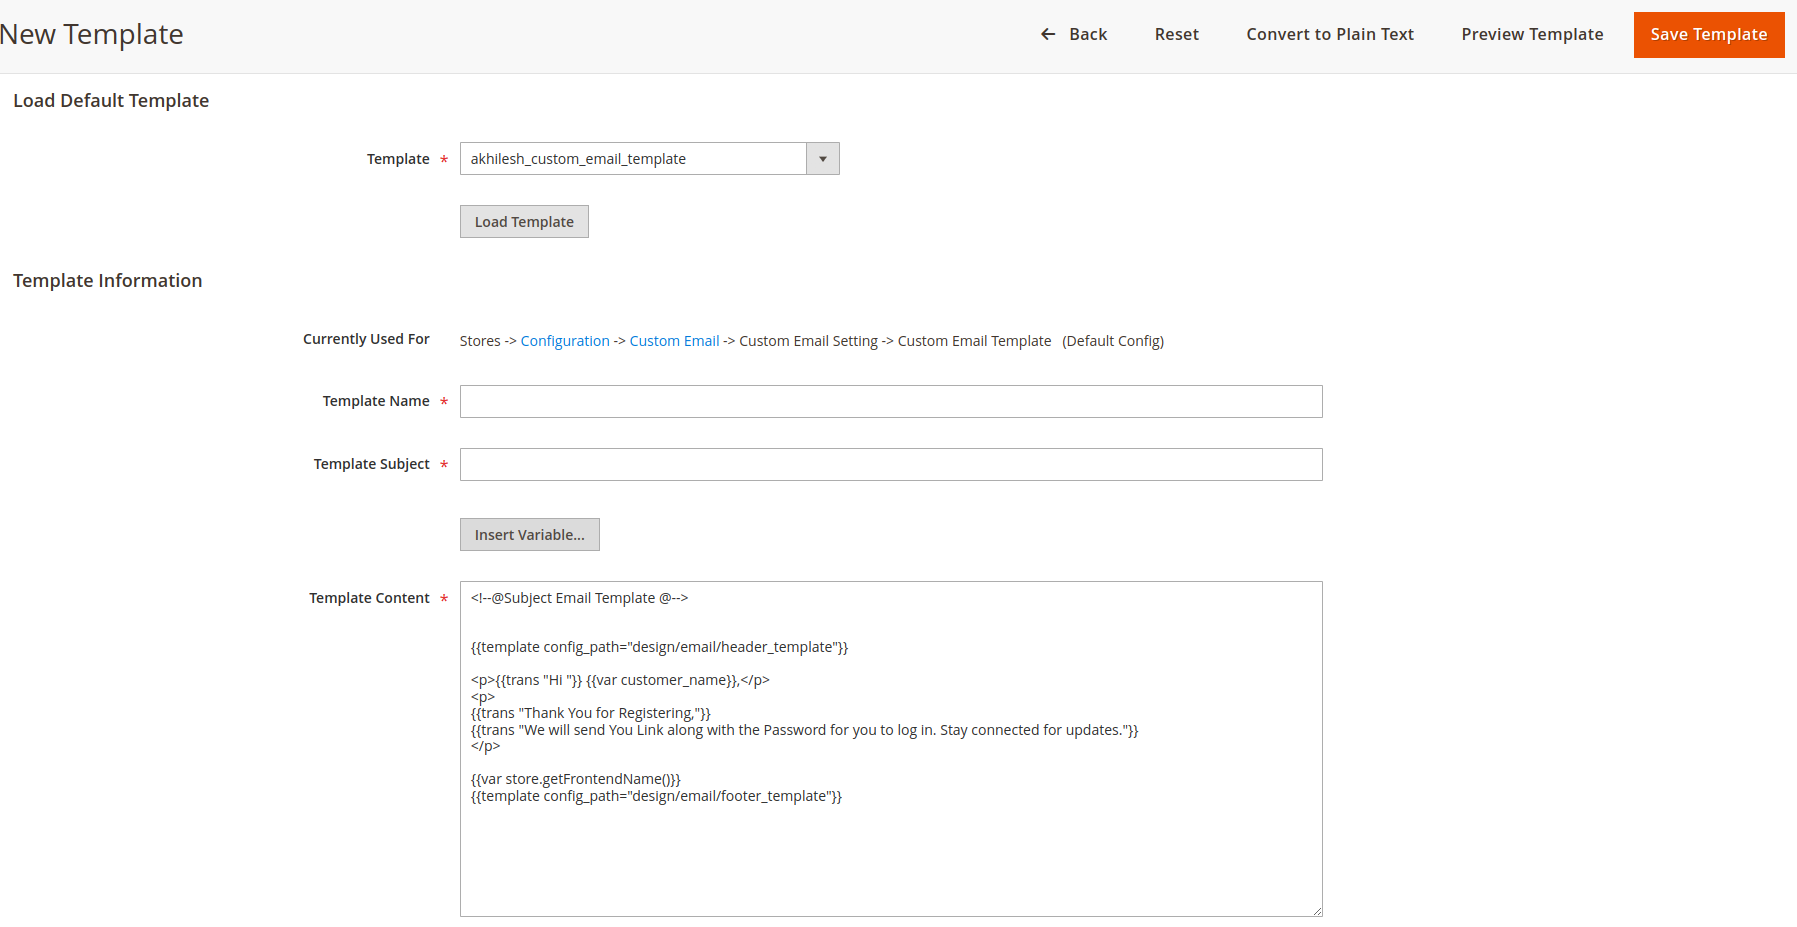 New Template
Back Reset Convert to Plain Text Preview Template Save Template
Load Default Template
Template * akhilesh_custom_email_template
Load Template
Template Information
Currently Used For Stores -> Configuration -> Custom Email -> Custom Email Setting -> Custom Email Template (Default Config)
Template Name *
Template Subject *
Insert Variable...
Template Content * <!--@Subject Email Template @-->
{{template config_path="design/email/header_template"}}
<p>{{trans "Hi "}} {{var customer_name}},</p>
<p>
{{trans "Thank You for Registering,"}}
{{trans "We will send You Link along with the Password for you to log in. Stay connected for updates."}}
</p>
{{var store.getFrontendName()}}
{{template config_path="design/email/footer_template"}}